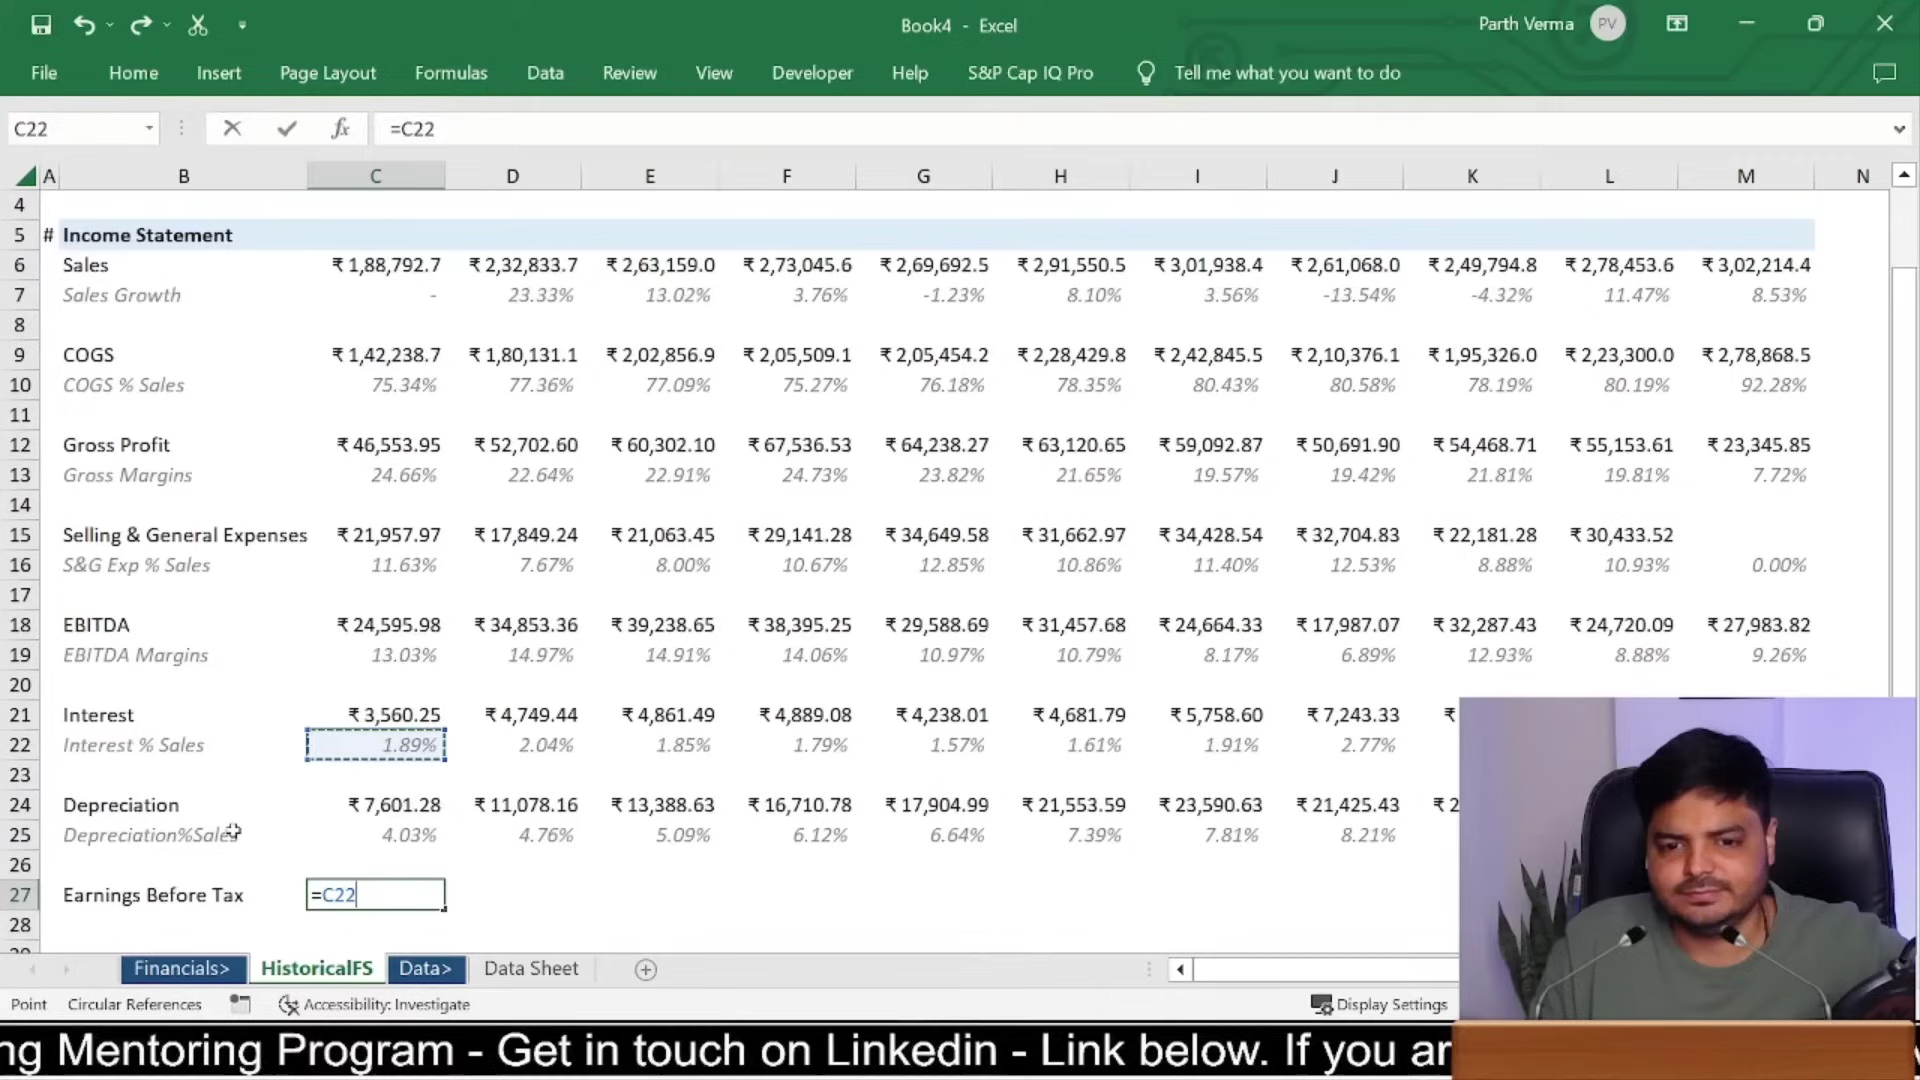 Book4 - Excel
Parth Verma PV
File Home Insert Page Layout Formulas Data Review View Developer Help S&P Cap IQ Pro Tell me what you want to do
C22 fx =C22
A B C D E F G H I J K L M N
4
5 # Income Statement
6 Sales ₹ 1,88,792.7 ₹ 2,32,833.7 ₹ 2,63,159.0 ₹ 2,73,045.6 ₹ 2,69,692.5 ₹ 2,91,550.5 ₹ 3,01,938.4 ₹ 2,61,068.0 ₹ 2,49,794.8 ₹ 2,78,453.6 ₹ 3,02,214.4
7 Sales Growth - 23.33% 13.02% 3.76% -1.23% 8.10% 3.56% -13.54% -4.32% 11.47% 8.53%
8
9 COGS ₹ 1,42,238.7 ₹ 1,80,131.1 ₹ 2,02,856.9 ₹ 2,05,509.1 ₹ 2,05,454.2 ₹ 2,28,429.8 ₹ 2,42,845.5 ₹ 2,10,376.1 ₹ 1,95,326.0 ₹ 2,23,300.0 ₹ 2,78,868.5
10 COGS % Sales 75.34% 77.36% 77.09% 75.27% 76.18% 78.35% 80.43% 80.58% 78.19% 80.19% 92.28%
11
12 Gross Profit ₹ 46,553.95 ₹ 52,702.60 ₹ 60,302.10 ₹ 67,536.53 ₹ 64,238.27 ₹ 63,120.65 ₹ 59,092.87 ₹ 50,691.90 ₹ 54,468.71 ₹ 55,153.61 ₹ 23,345.85
13 Gross Margins 24.66% 22.64% 22.91% 24.73% 23.82% 21.65% 19.57% 19.42% 21.81% 19.81% 7.72%
14
15 Selling & General Expenses ₹ 21,957.97 ₹ 17,849.24 ₹ 21,063.45 ₹ 29,141.28 ₹ 34,649.58 ₹ 31,662.97 ₹ 34,428.54 ₹ 32,704.83 ₹ 22,181.28 ₹ 30,433.52
16 S&G Exp % Sales 11.63% 7.67% 8.00% 10.67% 12.85% 10.86% 11.40% 12.53% 8.88% 10.93% 0.00%
17
18 EBITDA ₹ 24,595.98 ₹ 34,853.36 ₹ 39,238.65 ₹ 38,395.25 ₹ 29,588.69 ₹ 31,457.68 ₹ 24,664.33 ₹ 17,987.07 ₹ 32,287.43 ₹ 24,720.09 ₹ 27,983.82
19 EBITDA Margins 13.03% 14.97% 14.91% 14.06% 10.97% 10.79% 8.17% 6.89% 12.93% 8.88% 9.26%
20
21 Interest ₹ 3,560.25 ₹ 4,749.44 ₹ 4,861.49 ₹ 4,889.08 ₹ 4,238.01 ₹ 4,681.79 ₹ 5,758.60 ₹ 7,243.33 ₹
22 Interest % Sales 1.89% 2.04% 1.85% 1.79% 1.57% 1.61% 1.91% 2.77%
23
24 Depreciation ₹ 7,601.28 ₹ 11,078.16 ₹ 13,388.63 ₹ 16,710.78 ₹ 17,904.99 ₹ 21,553.59 ₹ 23,590.63 ₹ 21,425.43 ₹ 2
25 Depreciation%Sales 4.03% 4.76% 5.09% 6.12% 6.64% 7.39% 7.81% 8.21%
26
27 Earnings Before Tax =C22
28
Financials> HistoricalFS Data> Data Sheet
Point Circular References Accessibility: Investigate Display Settings
ng Mentoring Program - Get in touch on Linkedin - Link below. If you ar